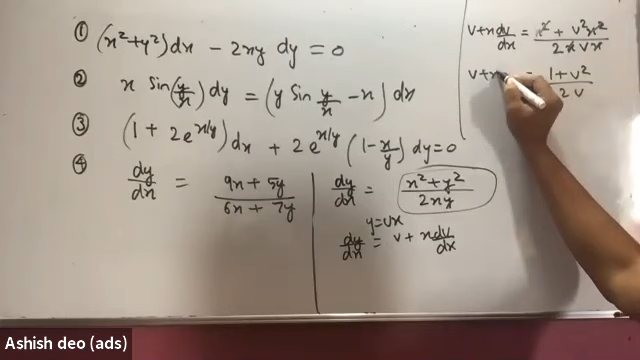 ① (x²+y²)dx - 2xy dy = 0
② x Sin(y/x)dy = (y Sin y/x - x) dx
③ (1 + 2e^(x/y))dx + 2e^(x/y) (1 - x/y) dy = 0
④ dy/dx = (9x + 5y)/(6x + 7y)
dy/dx = (x² + y²)/(2xy)
y = vx
dy/dx = v + x dv/dx
v + x dv/dx = (x² + v²x²)/(2x vx)
= (1 + v²)/(2v)
Ashish deo (ads)